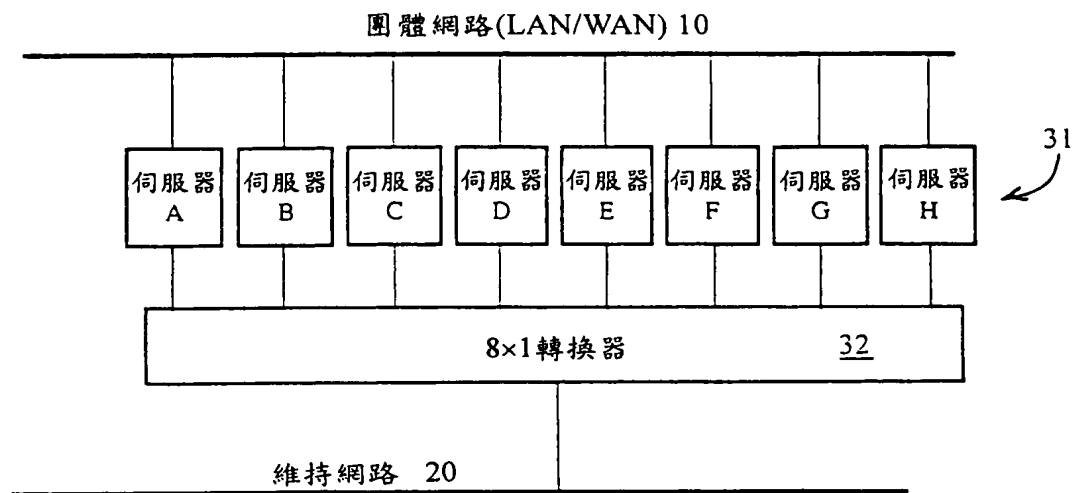 團體網路(LAN/WAN) 10
31
伺服器 A
伺服器 B
伺服器 C
伺服器 D
伺服器 E
伺服器 F
伺服器 G
伺服器 H
8×1轉換器 32
維持網路 20